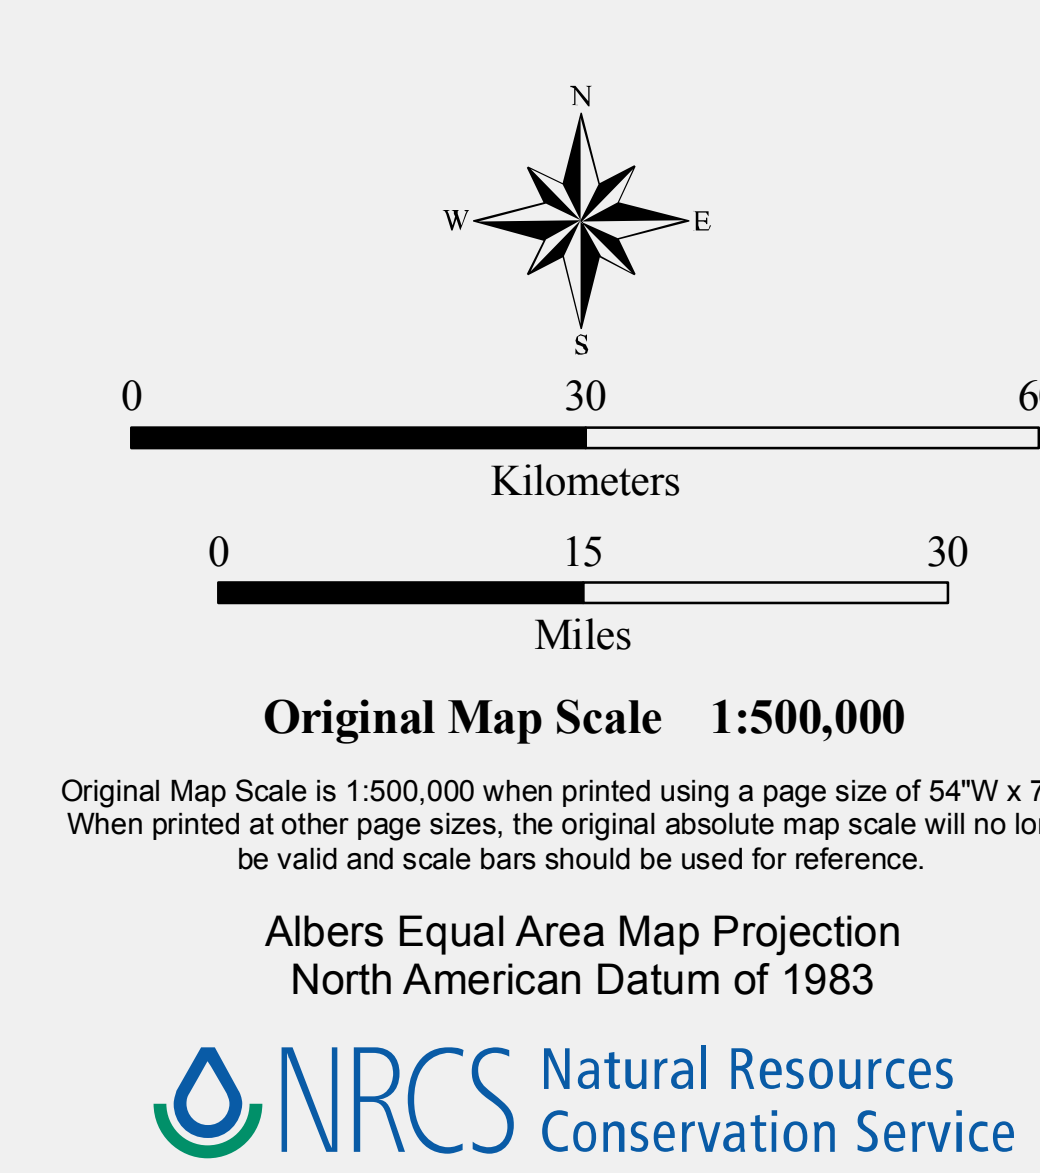 N
W E
S
0 30
Kilometers
0 15 30
Miles
Original Map Scale 1:500,000
Original Map Scale is 1:500,000 when printed using a page size of 54"W x
When printed at other page sizes, the original absolute map scale will no
be valid and scale bars should be used for reference.
Albers Equal Area Map Projection
North American Datum of 1983
NRCS Natural Resources
Conservation Service